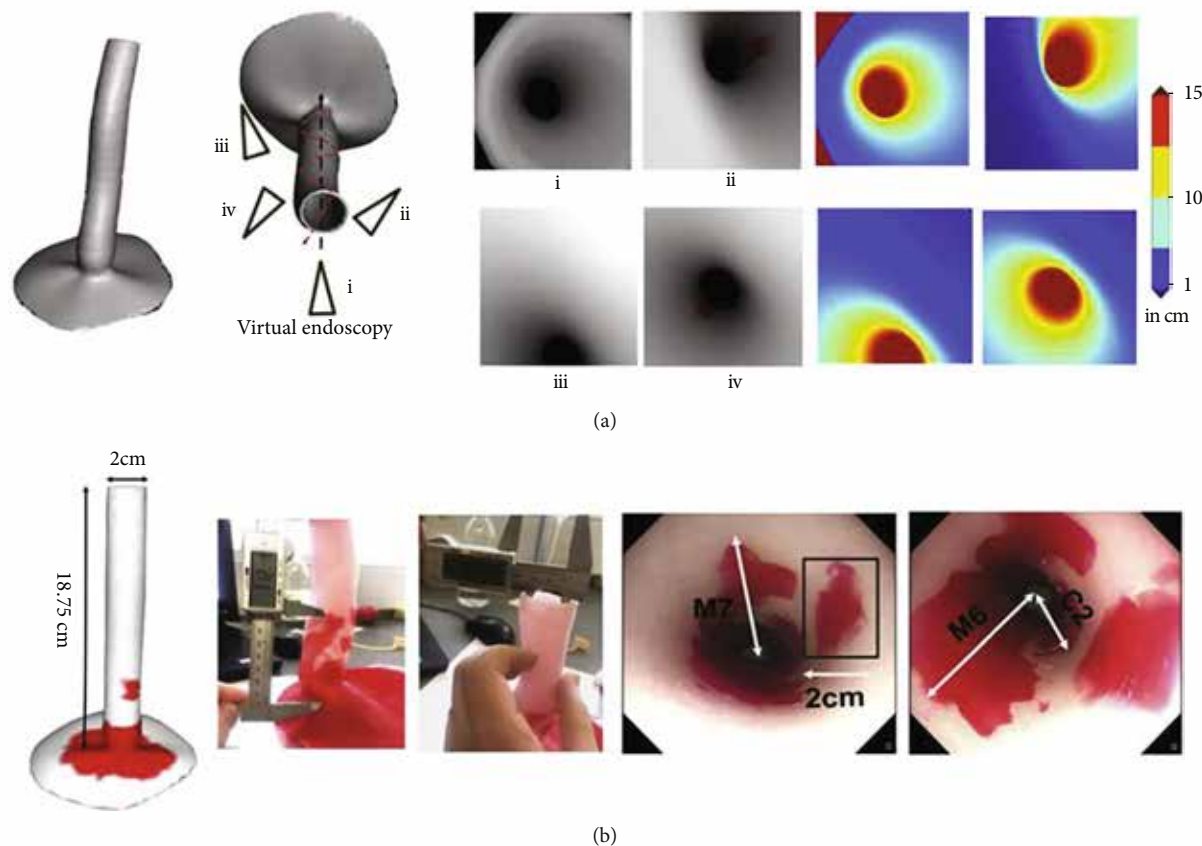 iii
iv
ii
i
Virtual endoscopy
i
ii
iii
iv
15
10
1
in cm
(a)
2cm
18.75 cm
M7
2cm
M6
C2
(b)